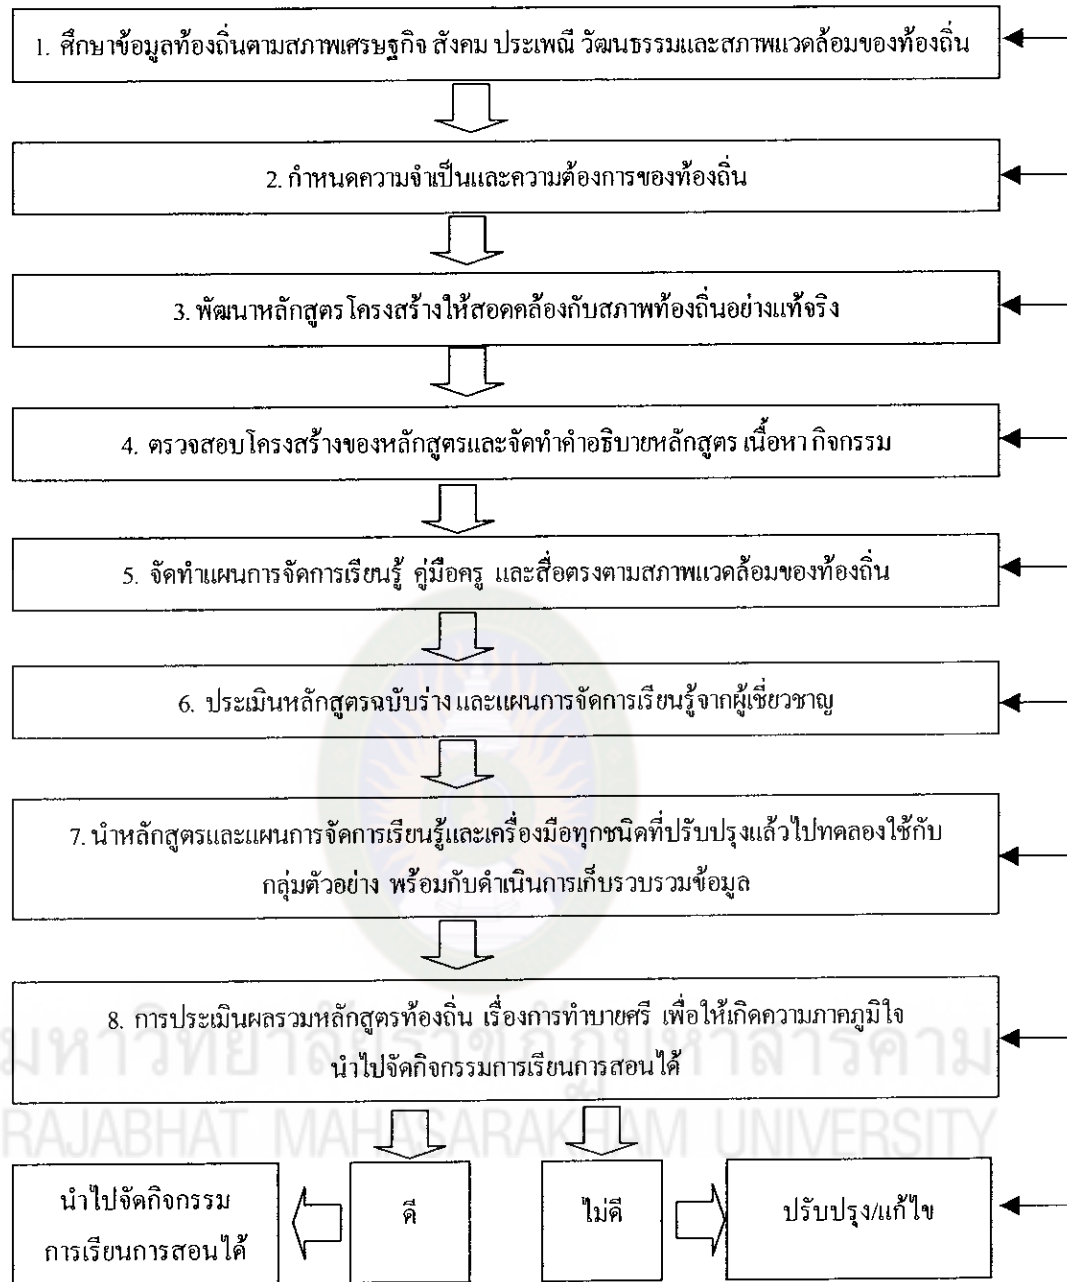 1. ศึกษาข้อมูลท้องถิ่นตามสภาพเศรษฐกิจ สังคม ประเพณี วัฒนธรรมและสภาพแวดล้อมของท้องถิ่น
2. กำหนดความจำเป็นและความต้องการของท้องถิ่น
3. พัฒนาหลักสูตรโครงสร้างให้สอดคล้องกับสภาพท้องถิ่นอย่างแท้จริง
4. ตรวจสอบโครงสร้างของหลักสูตรและจัดทำคำอธิบายหลักสูตร เนื้อหา กิจกรรม
5. จัดทำแผนการจัดการเรียนรู้ คู่มือครู และสื่อตรงตามสภาพแวดล้อมของท้องถิ่น
6. ประเมินหลักสูตรฉบับร่าง และแผนการจัดการเรียนรู้จากผู้เชี่ยวชาญ
7. นำหลักสูตรและแผนการจัดการเรียนรู้และเครื่องมือทุกชนิดที่ปรับปรุงแล้วไปทดลองใช้กับ
กลุ่มตัวอย่าง พร้อมกับดำเนินการเก็บรวบรวมข้อมูล
8. การประเมินผลรวมหลักสูตรท้องถิ่น เรื่องการทำบายศรี เพื่อให้เกิดความภาคภูมิใจ
นำไปจัดกิจกรรมการเรียนการสอนได้
มหาวิทยาลัยราชภัฏมหาสารคาม
RAJABHAT MAHASARAKHAM UNIVERSITY
นำไปจัดกิจกรรม
การเรียนการสอนได้
ดี
ไม่ดี
ปรับปรุง/แก้ไข